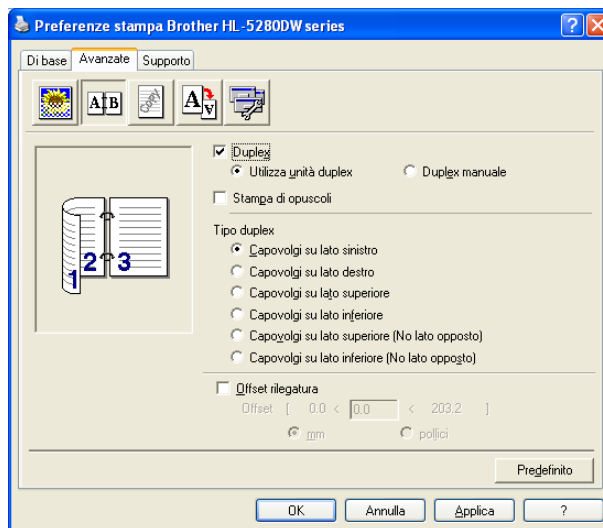 Preferenze stampa Brother HL-5280DW series
Di base Avanzate Supporto
A B copy A A
Duplex
Utilizza unità duplex Duplex manuale
Stampa di opuscoli
1 2 3
Tipo duplex
Capovolgi su lato sinistro
Capovolgi su lato destro
Capovolgi su lato superiore
Capovolgi su lato inferiore
Capovolgi su lato superiore (No lato opposto)
Capovolgi su lato inferiore (No lato opposto)
Offset rilegatura
Offset [ 0.0 < 0.0 < 203.2 ]
mm pollici
Predefinito
OK Annulla Applica ?